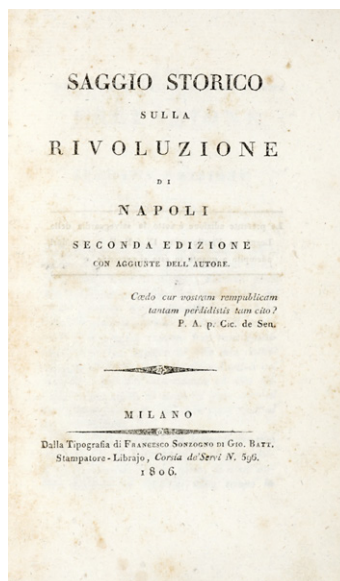 SAGGIO STORICO
SULLA
RIVOLUZIONE
DI
NAPOLI
SECONDA EDIZIONE
CON AGGIUNTE DELL'AUTORE.
Cædo cur vostram rempublicam
tantam perdidistis tam cito?
P. A. p. Cic. de Sen.
MILANO
Dalla Tipografia di Francesco Sonzogno di Gio. Batt.
Stampatore-Librajo, Corsia de'Servi N. 596.
1806.